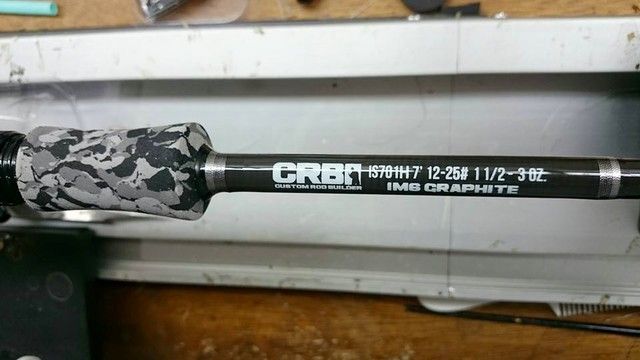 CRB
CUSTOM ROD BUILDER
IS701H 7' 12-25# 1 1/2 - 3 OZ.
IM6 GRAPHITE